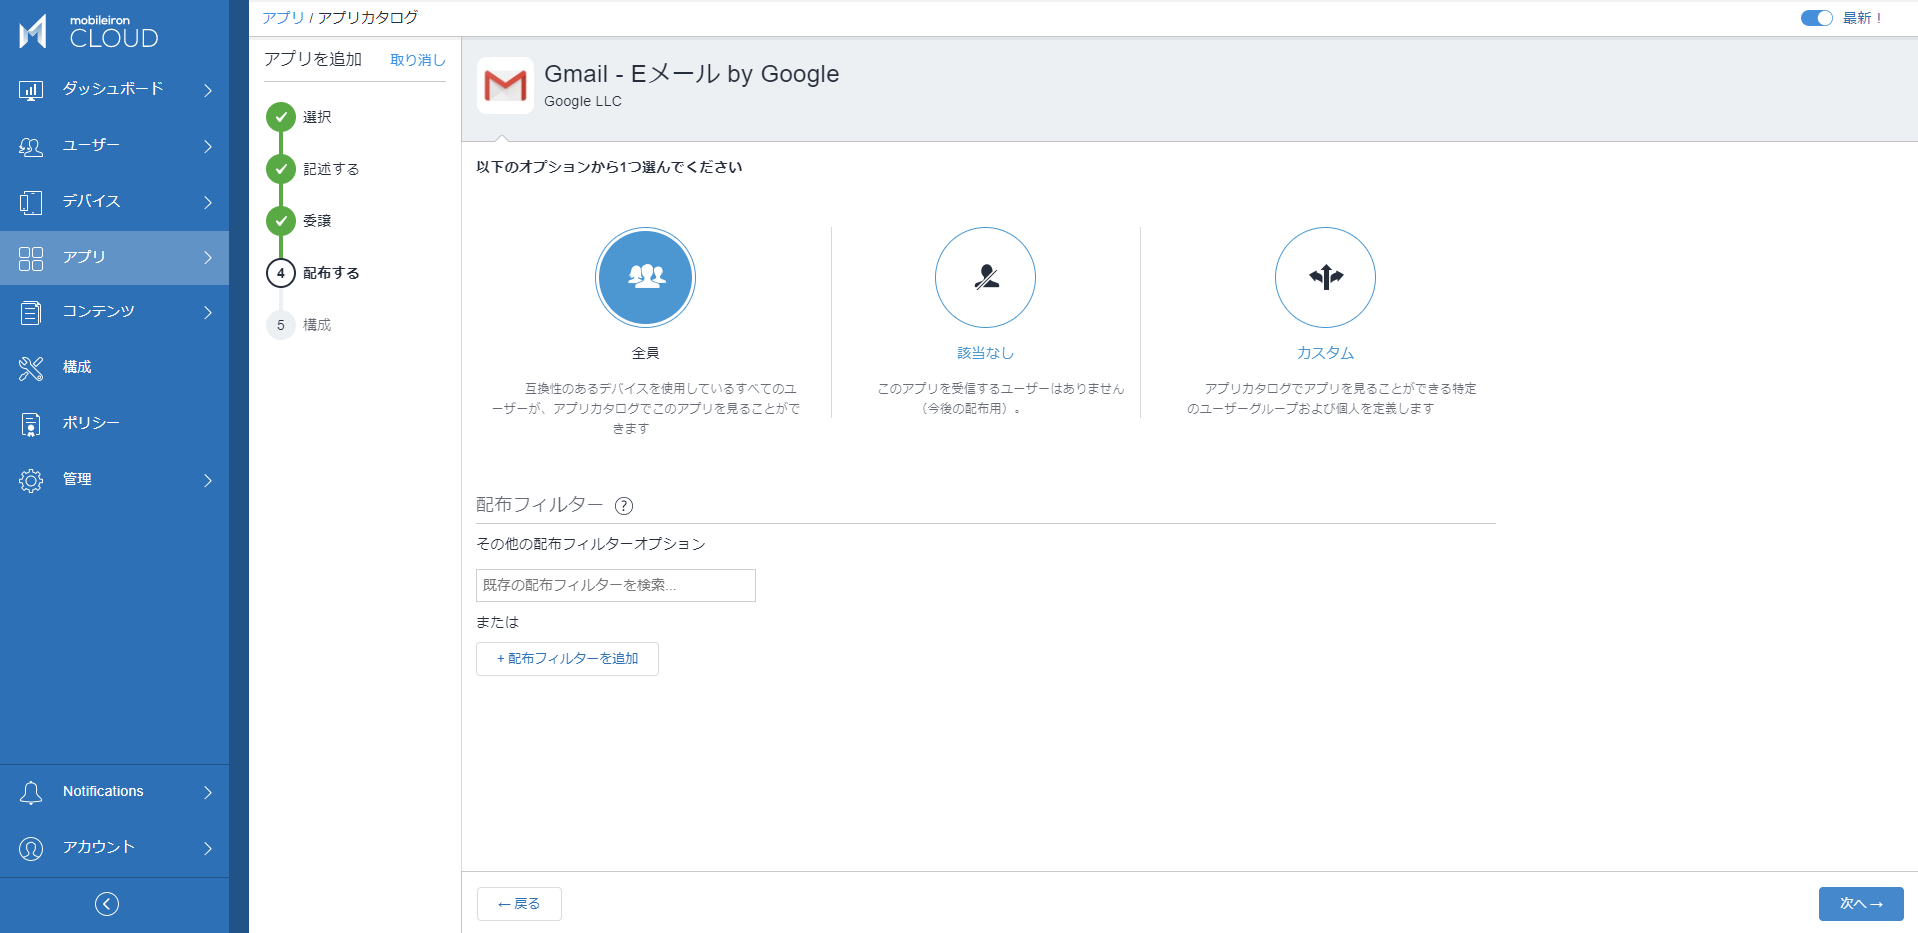 mobileiron
CLOUD
ダッシュボード
ユーザー
デバイス
アプリ
コンテンツ
構成
ポリシー
管理
Notifications
アカウント
アプリ / アプリカタログ
最新！
アプリを追加 取り消し
選択
記述する
委譲
4 配布する
5 構成
Gmail - Eメール by Google
Google LLC
以下のオプションから1つ選んでください
全員
互換性のあるデバイスを使用しているすべてのユ
ーザーが、アプリカタログでこのアプリを見ることがで
きます
該当なし
このアプリを受信するユーザーはありません
（今後の配布用）。
カスタム
アプリカタログでアプリを見ることができる特定
のユーザーグループおよび個人を定義します
配布フィルター ?
その他の配布フィルターオプション
既存の配布フィルターを検索...
または
+ 配布フィルターを追加
←戻る
次へ→